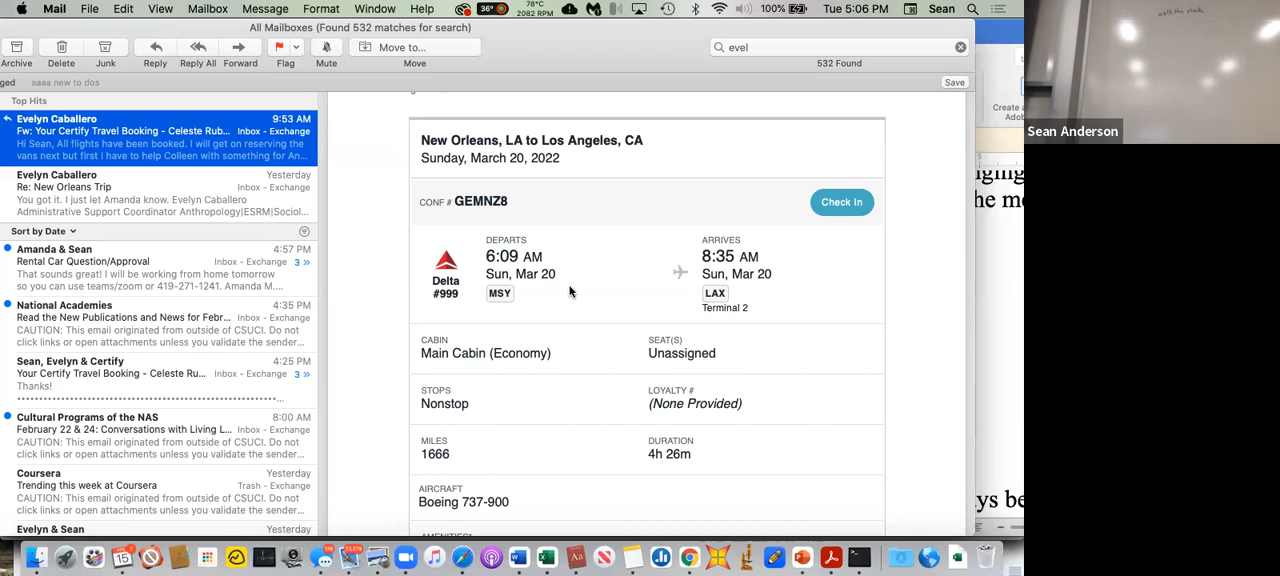 Mail File Edit View Mailbox Message Format Window Help 36° 78°C 2082 RPM 100% Tue 5:06 PM Sean
All Mailboxes (Found 532 matches for search)
Archive Delete Junk Reply Reply All Forward Flag Mute Move to... Move evel 532 Found
aaaa new to dos Save
Top Hits
Evelyn Caballero 9:53 AM
Fw: Your Certify Travel Booking - Celeste Rub... Inbox - Exchange
Hi Sean, All flights have been booked. I will get on reserving the
vans next but first I have to help Colleen with something for An...
Evelyn Caballero Yesterday
Re: New Orleans Trip Inbox - Exchange
You got it. I just let Amanda know. Evelyn Caballero
Administrative Support Coordinator Anthropology|ESRM|Sociol...
Sort by Date
Amanda & Sean 4:57 PM
Rental Car Question/Approval Inbox - Exchange 3 »
That sounds great! I will be working from home tomorrow
so you can use teams/zoom or 419-271-1241. Amanda M....
National Academies 4:35 PM
Read the New Publications and News for Febr... Inbox - Exchange
CAUTION: This email originated from outside of CSUCI. Do not
click links or open attachments unless you validate the sender...
Sean, Evelyn & Certify 4:25 PM
Your Certify Travel Booking - Celeste Ru... Inbox - Exchange 3 »
Thanks!
Cultural Programs of the NAS 8:00 AM
February 22 & 24: Conversations with Living L... Inbox - Exchange
CAUTION: This email originated from outside of CSUCI. Do not
click links or open attachments unless you validate the sender...
Coursera Yesterday
Trending this week at Coursera Trash - Exchange
CAUTION: This email originated from outside of CSUCI. Do not
click links or open attachments unless you validate the sender...
Evelyn & Sean Yesterday
New Orleans, LA to Los Angeles, CA
Sunday, March 20, 2022
CONF # GEMNZ8 Check In
DEPARTS ARRIVES
6:09 AM 8:35 AM
Sun, Mar 20 Sun, Mar 20
Delta
#999
MSY LAX
Terminal 2
CABIN SEAT(S)
Main Cabin (Economy) Unassigned
STOPS LOYALTY #
Nonstop (None Provided)
MILES DURATION
1666 4h 26m
AIRCRAFT
Boeing 737-900
Create a
Adob
Sean Anderson